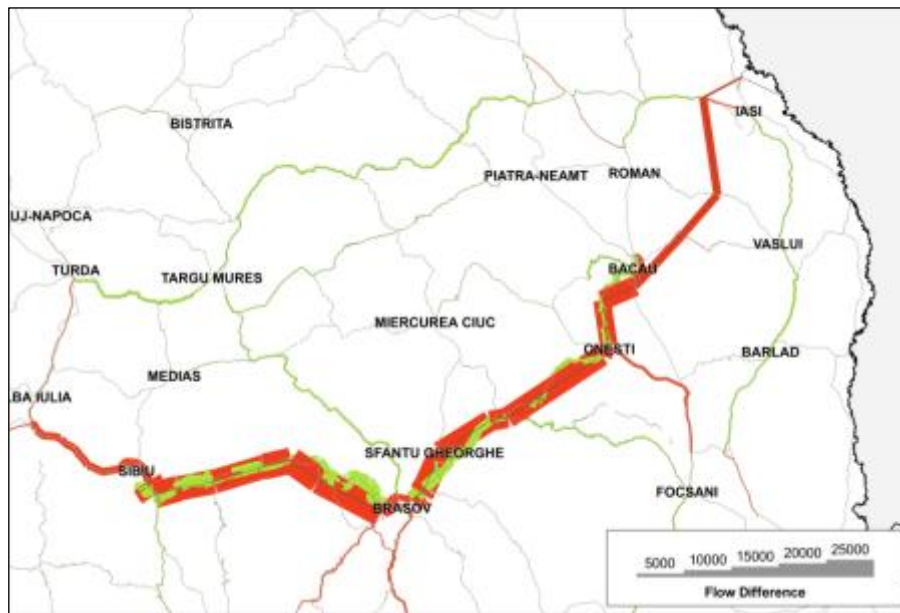 IASI
BISTRITA
PIATRA-NEAMT
ROMAN
UJ-NAPOCA
VASLUI
TURDA
TARGU MURES
BACAU
MIERCUREA CIUC
ONESTI
BARLAD
MEDIAS
BA IULIA
SFANTU GHEORGHE
SIBIU
FOCSANI
BRASOV
5000 10000 15000 20000 25000
Flow Difference